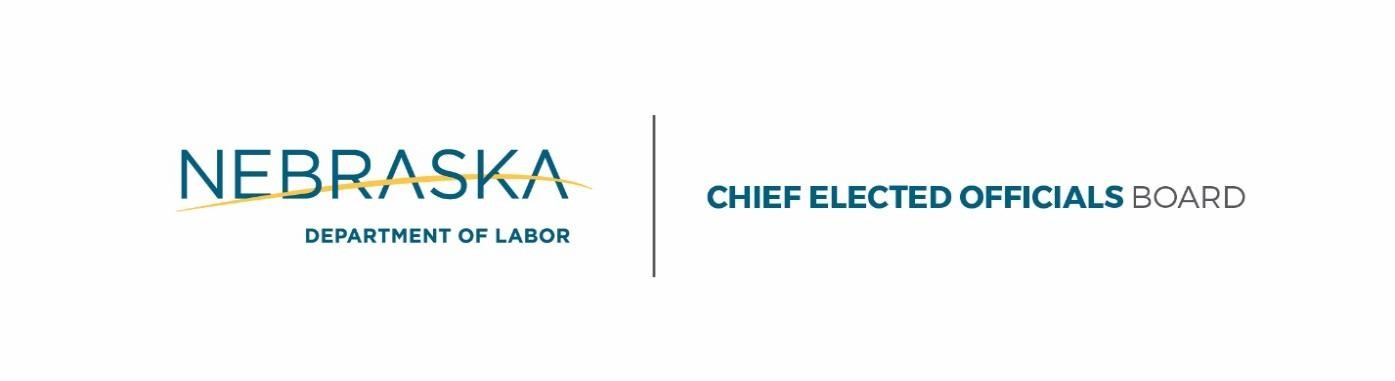 NEBRASKA
DEPARTMENT OF LABOR
CHIEF ELECTED OFFICIALS BOARD